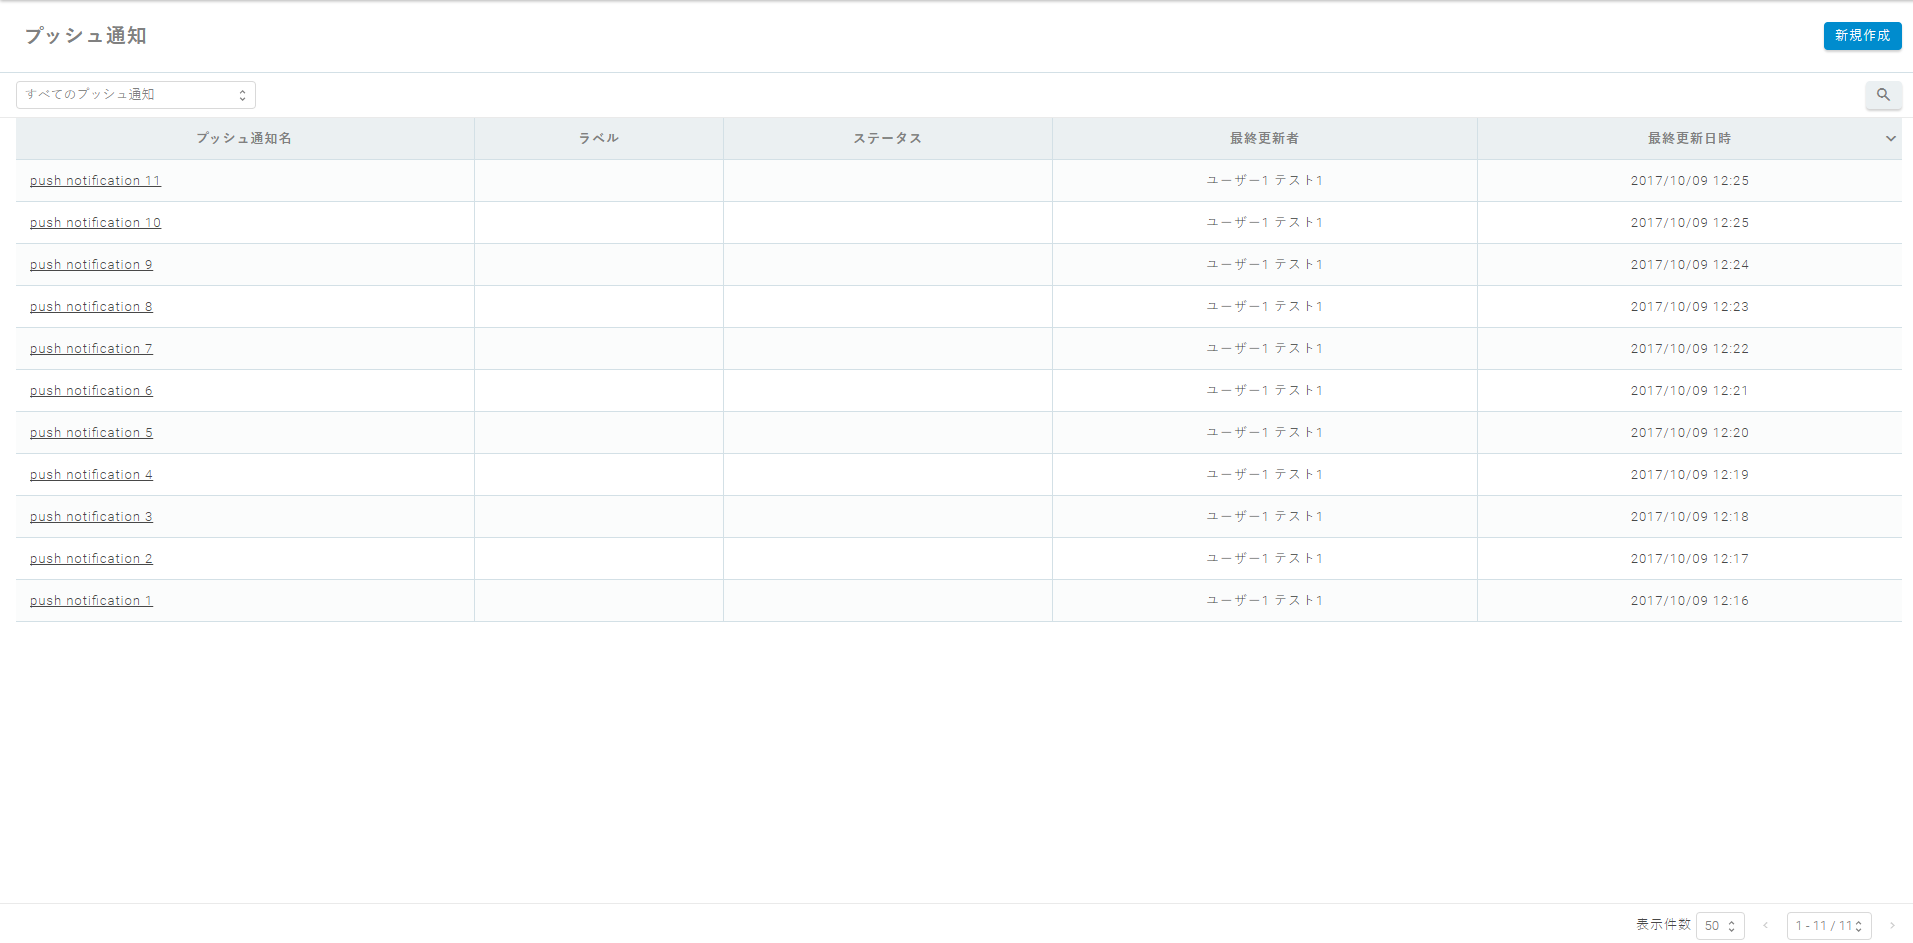 プッシュ通知
新規作成
すべてのプッシュ通知
プッシュ通知名 ラベル ステータス 最終更新者 最終更新日時
push notification 11 ユーザー1 テスト1 2017/10/09 12:25
push notification 10 ユーザー1 テスト1 2017/10/09 12:25
push notification 9 ユーザー1 テスト1 2017/10/09 12:24
push notification 8 ユーザー1 テスト1 2017/10/09 12:23
push notification 7 ユーザー1 テスト1 2017/10/09 12:22
push notification 6 ユーザー1 テスト1 2017/10/09 12:21
push notification 5 ユーザー1 テスト1 2017/10/09 12:20
push notification 4 ユーザー1 テスト1 2017/10/09 12:19
push notification 3 ユーザー1 テスト1 2017/10/09 12:18
push notification 2 ユーザー1 テスト1 2017/10/09 12:17
push notification 1 ユーザー1 テスト1 2017/10/09 12:16
表示件数 50 1 - 11 / 11